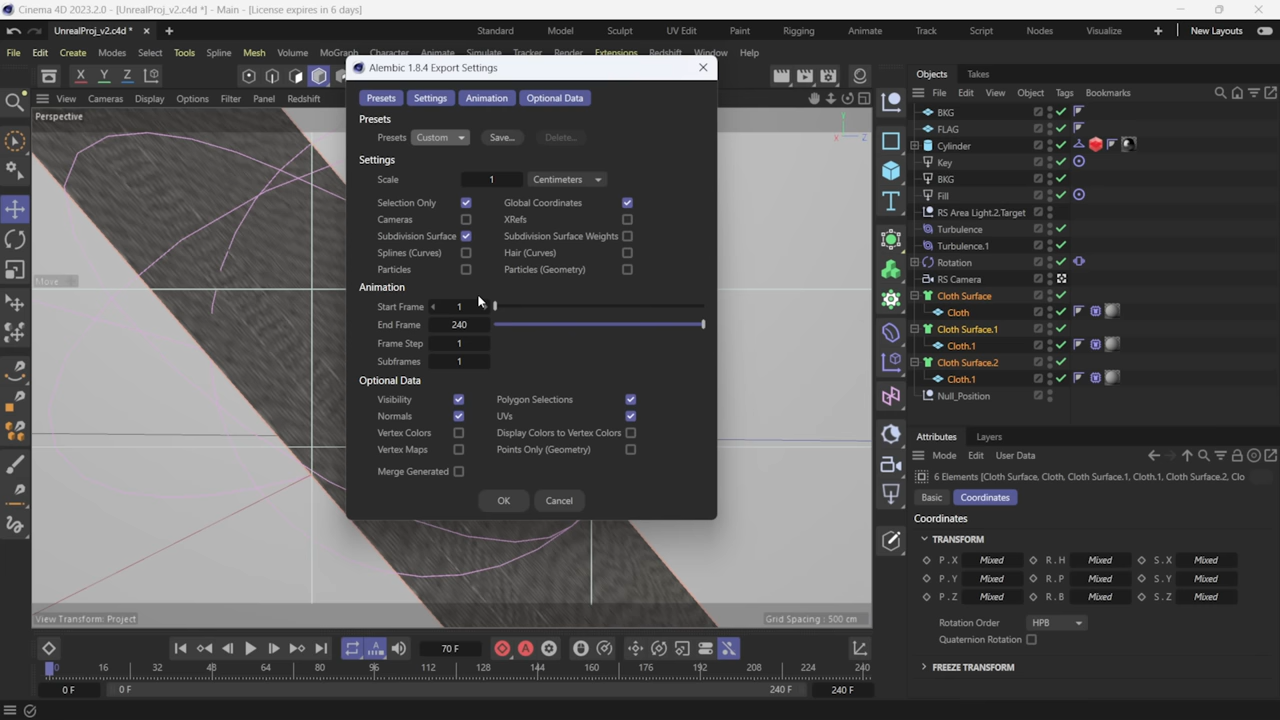 Cinema 4D 2023.2.0 - [UnrealProj_v2.c4d *] - Main - [License expires in 6 days]
UnrealProj_v2.c4d *
Standard Model Sculpt UV Edit Paint Rigging Animate Track Script Nodes Visualize New Layouts
File Edit Create Modes Select Tools Spline Mesh Volume MoGraph Character Animate Simulate Tracker Render Extensions Redshift Window Help
X Y Z
Objects Takes
View Cameras Display Options Filter Panel Redshift
File Edit View Object Tags Bookmarks
Perspective
Alembic 1.8.4 Export Settings
Presets Settings Animation Optional Data
Presets
Presets Custom Save... Delete...
Settings
Scale 1 Centimeters
Selection Only Global Coordinates
Cameras XRefs
Subdivision Surface Subdivision Surface Weights
Splines (Curves) Hair (Curves)
Particles Particles (Geometry)
Animation
Start Frame 1
End Frame 240
Frame Step 1
Subframes 1
Optional Data
Visibility Polygon Selections
Normals UVs
Vertex Colors Display Colors to Vertex Colors
Vertex Maps Points Only (Geometry)
Merge Generated
OK Cancel
Y
X Z
Move
BKG
FLAG
Cylinder
Key
BKG
Fill
RS Area Light.2.Target
Turbulence
Turbulence.1
Rotation
RS Camera
Cloth Surface
Cloth
Cloth Surface.1
Cloth.1
Cloth Surface.2
Cloth.1
Null_Position
Attributes Layers
Mode Edit User Data
6 Elements [Cloth Surface, Cloth, Cloth Surface.1, Cloth.1, Cloth Surface.2, Clo
Basic Coordinates
Coordinates
TRANSFORM
P . X Mixed R . H Mixed S . X Mixed
P . Y Mixed R . P Mixed S . Y Mixed
P . Z Mixed R . B Mixed S . Z Mixed
Rotation Order HPB
Quaternion Rotation
FREEZE TRANSFORM
View Transform: Project
Grid Spacing : 500 cm
70 F
0 16 32 48 64 80 96 112 128 144 160 176 192 208 224 240
0 F 0 F 240 F 240 F